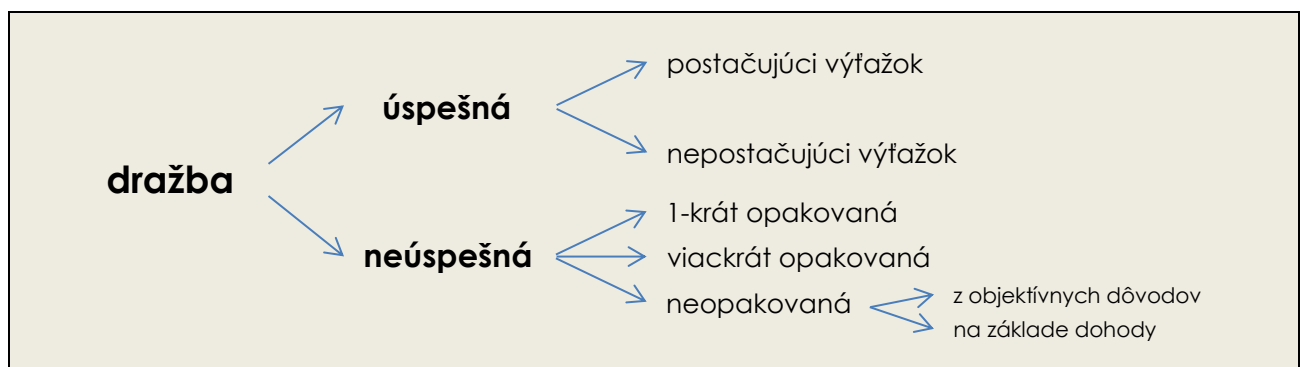 postačujúci výťažok
úspešná
nepostačujúci výťažok
dražba
1-krát opakovaná
neúspešná
viackrát opakovaná
neopakovaná
z objektívnych dôvodov
na základe dohody